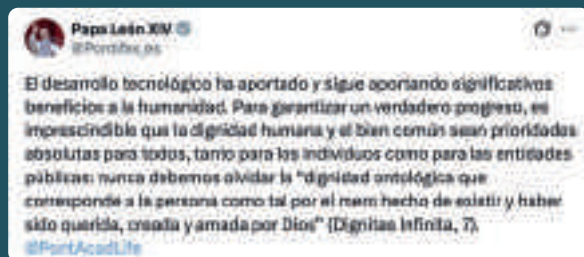 Papa León XIV
@Pontifex_es
El desarrollo tecnológico ha aportado y sigue aportando significativos
beneficios a la humanidad. Para garantizar un verdadero progreso, es
imprescindible que la dignidad humana y el bien común sean prioridades
absolutas para todos, tanto para los individuos como para las entidades
públicas: nunca debemos olvidar la "dignidad ontológica que
corresponde a la persona como tal por el mero hecho de existir y haber
sido querida, creada y amada por Dios" (Dignitas Infinita, 7).
@PontAcadLife